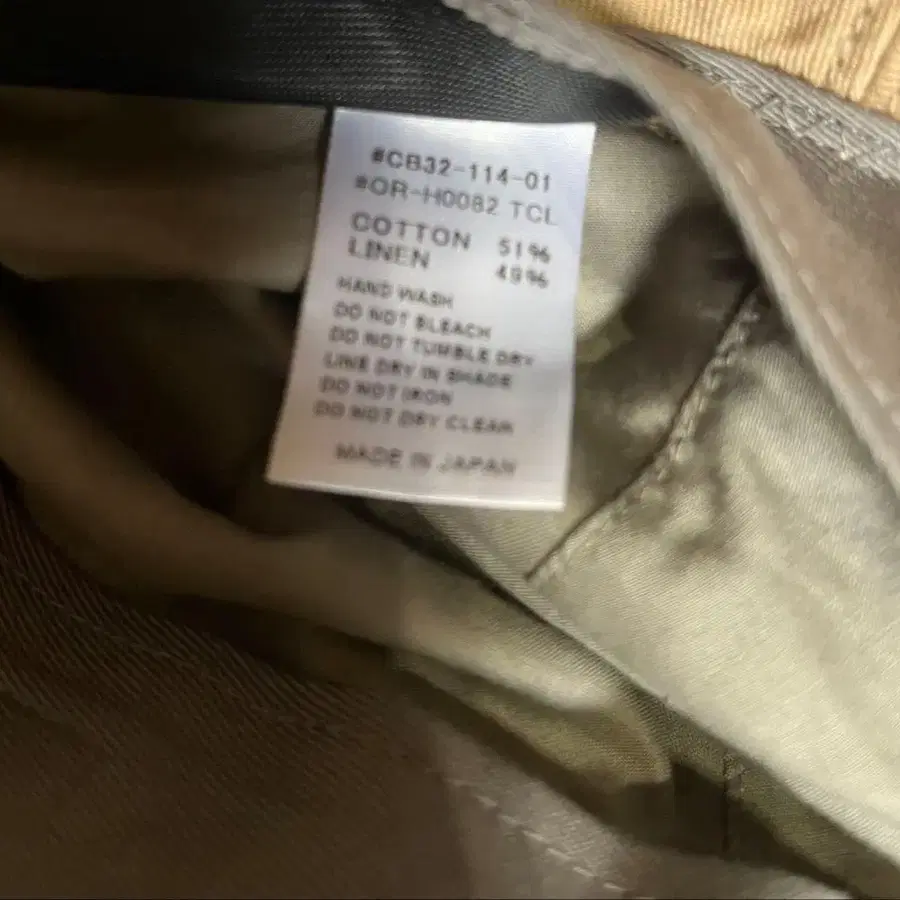 #CB32-114-01
#OR-H0082 TCL
COTTON 51%
LINEN 49%
HAND WASH
DO NOT BLEACH
DO NOT TUMBLE DRY
LINE DRY IN SHADE
DO NOT IRON
DO NOT DRY CLEAN
MADE IN JAPAN